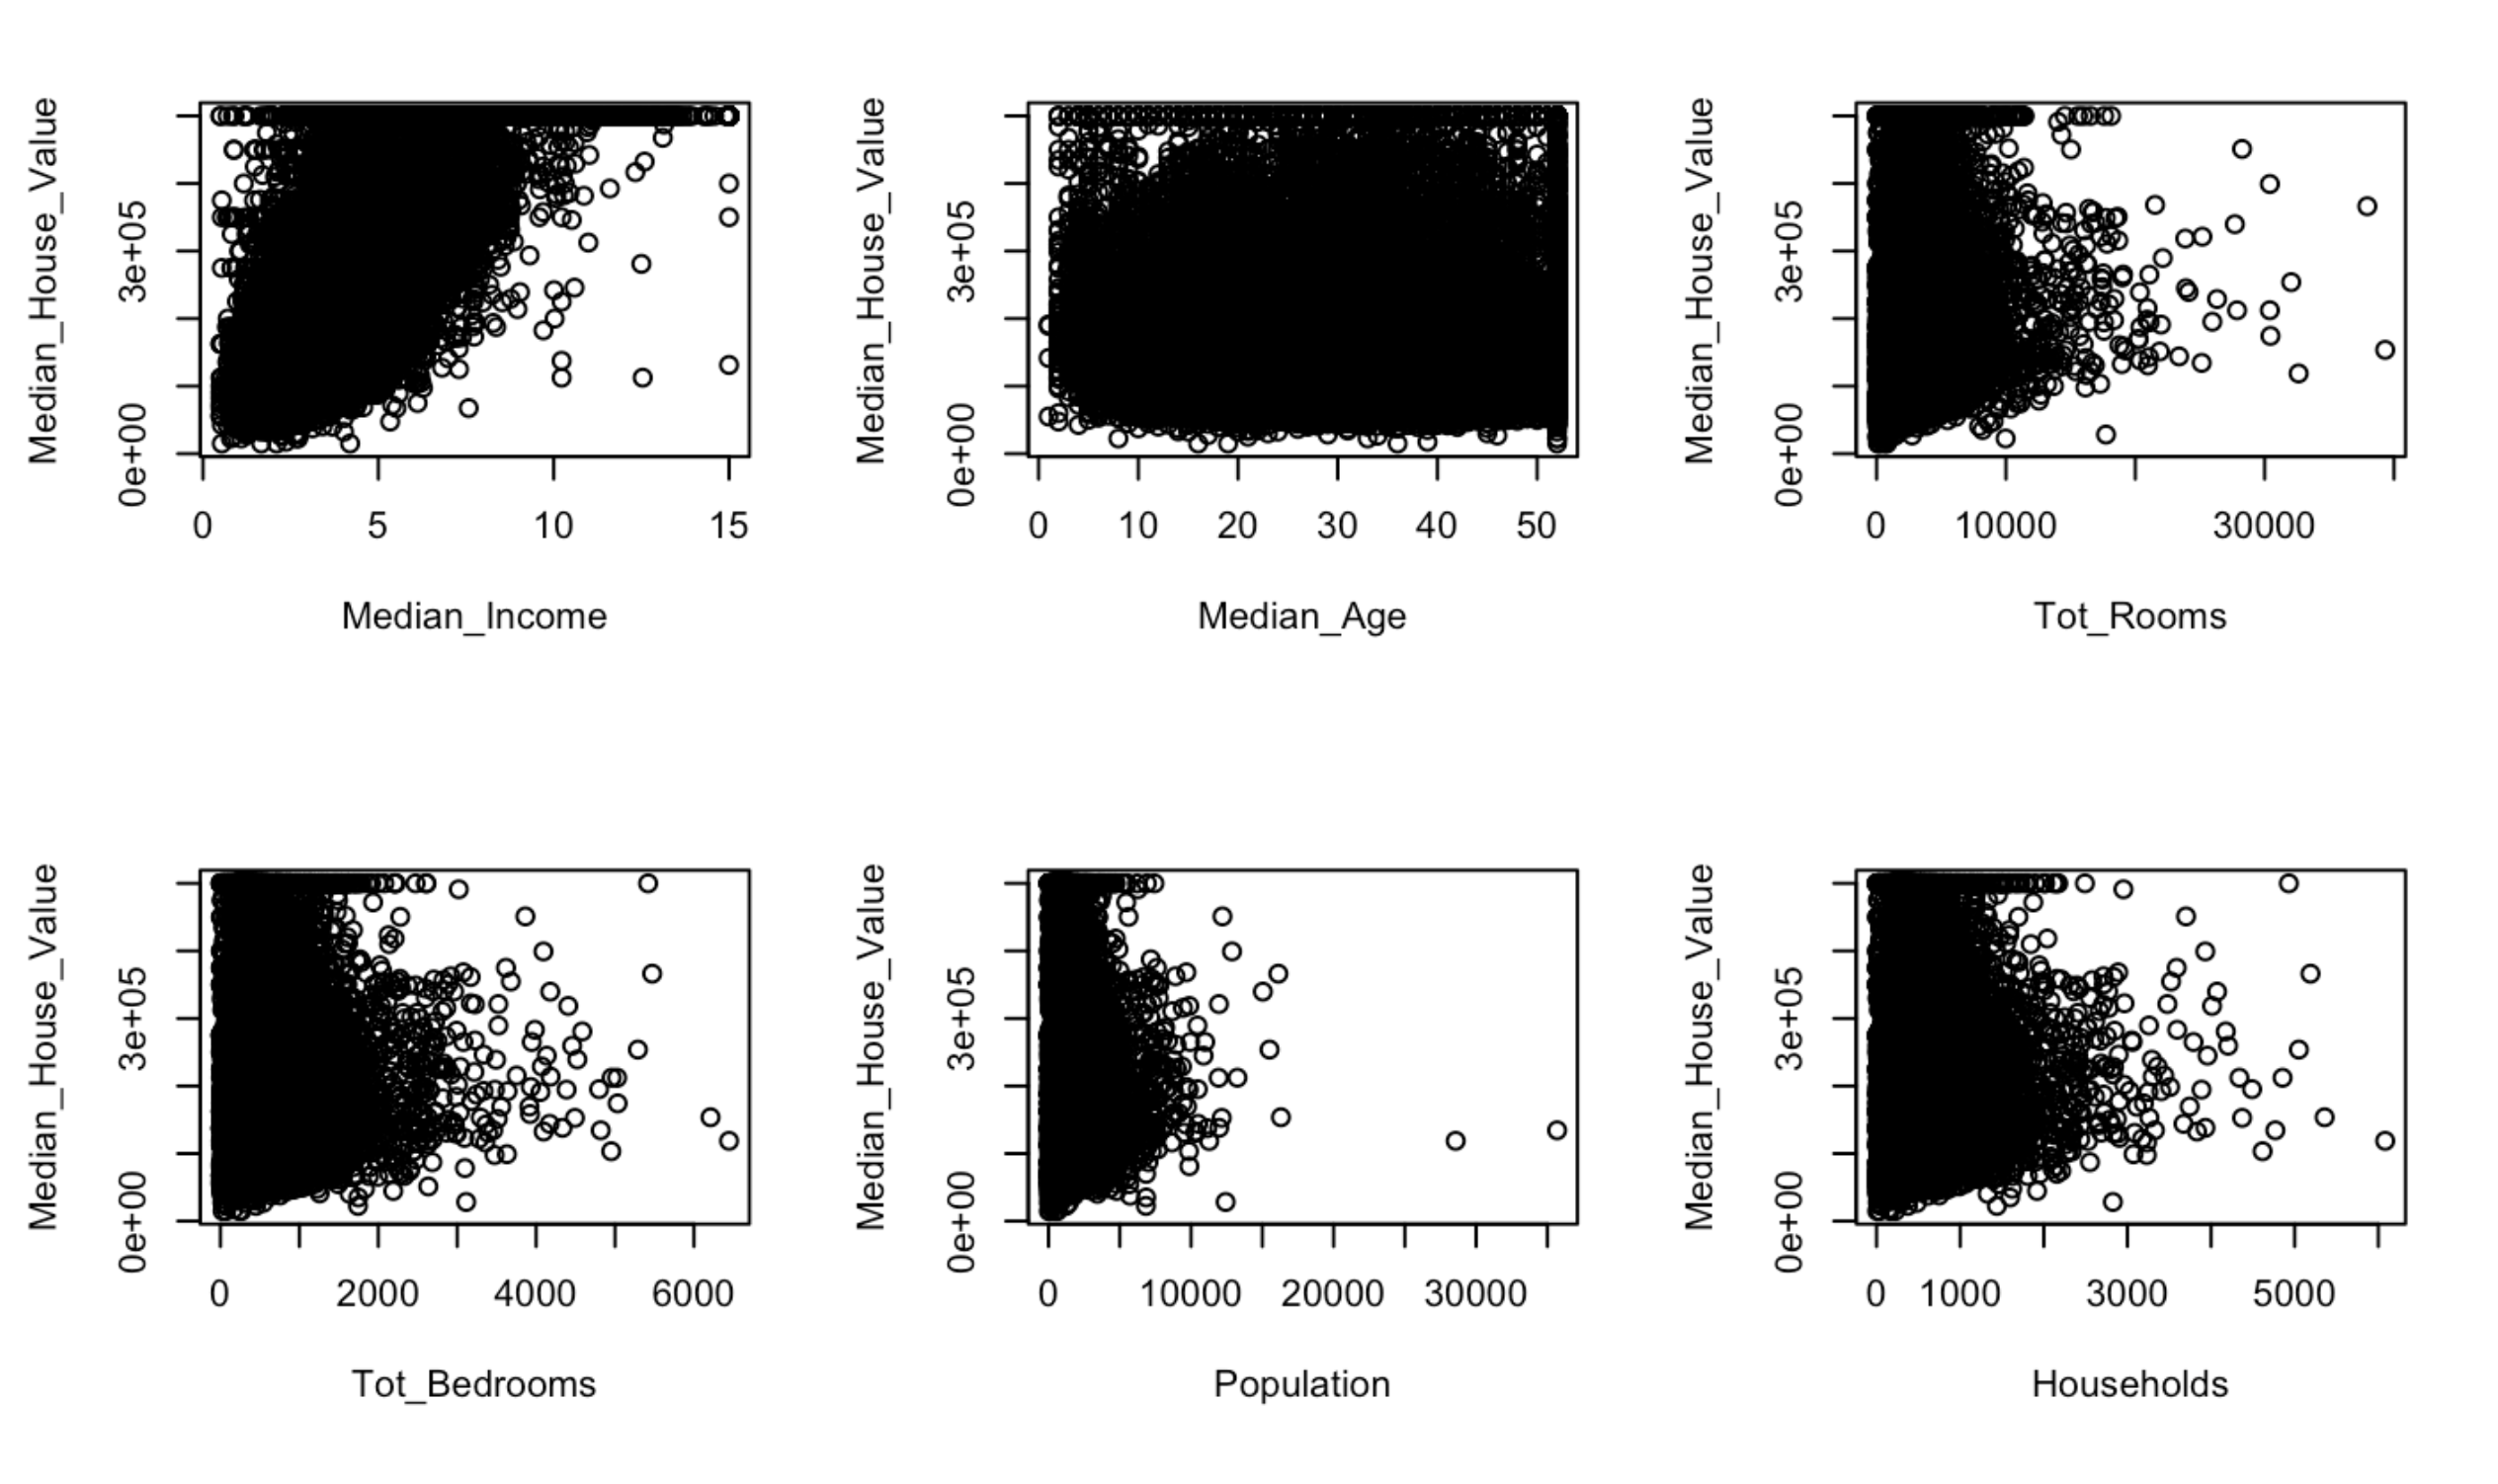 Median_House_Value
0e+00 3e+05
0 5 10 15
Median_Income
Median_House_Value
0e+00 3e+05
0 10 20 30 40 50
Median_Age
Median_House_Value
0e+00 3e+05
0 10000 30000
Tot_Rooms
Median_House_Value
0e+00 3e+05
0 2000 4000 6000
Tot_Bedrooms
Median_House_Value
0e+00 3e+05
0 10000 20000 30000
Population
Median_House_Value
0e+00 3e+05
0 1000 3000 5000
Households